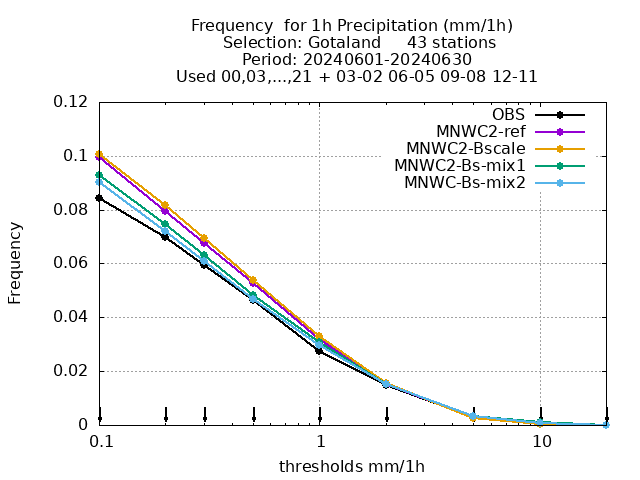 Frequency  for 1h Precipitation (mm/1h)
Selection: Gotaland     43 stations
Period: 20240601-20240630
Used 00,03,...,21 + 03-02 06-05 09-08 12-11
0.12
0.1
0.08
0.06
0.04
0.02
0
Frequency
OBS
MNWC2-ref
MNWC2-Bscale
MNWC2-Bs-mix1
MNWC-Bs-mix2
0.1 1 10
thresholds mm/1h